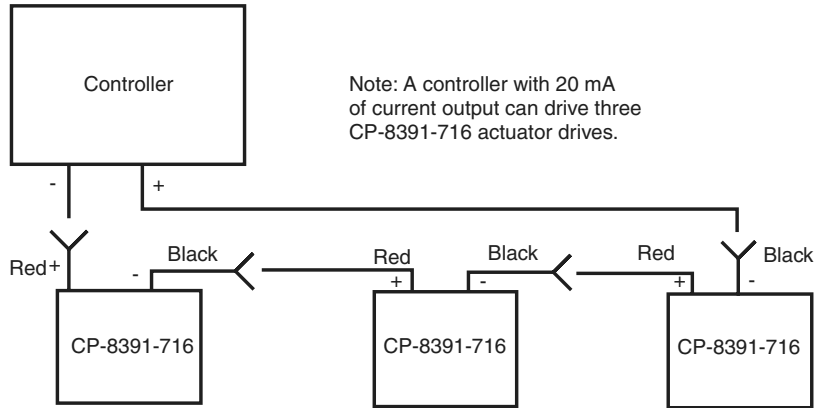 Controller
Note: A controller with 20 mA
of current output can drive three
CP-8391-716 actuator drives.
- +
Red+ - Black Red + - Black Red + - Black
CP-8391-716 CP-8391-716 CP-8391-716